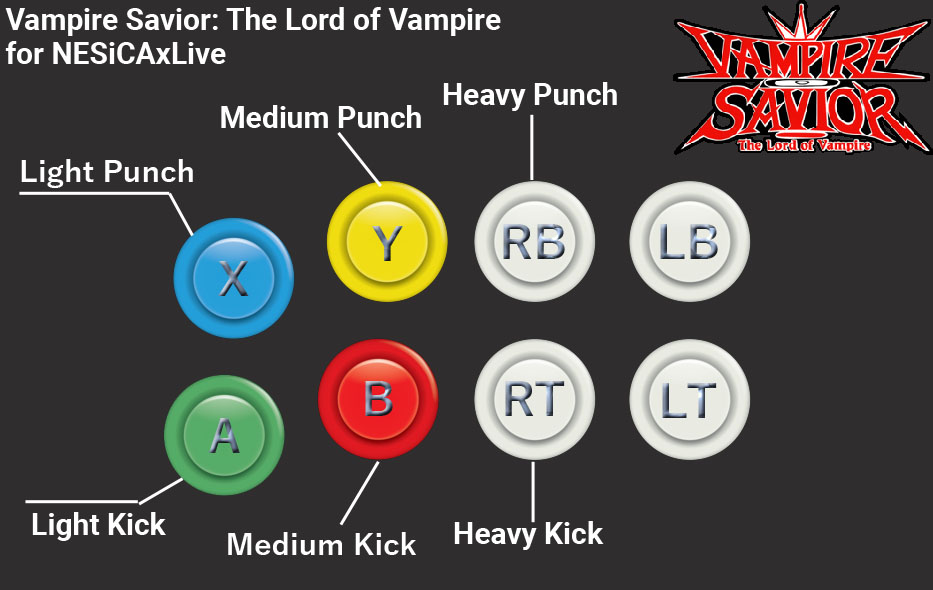 Vampire Savior: The Lord of Vampire
for NESiCAxLive
VAMPIRE
SAVIOR
The Lord of Vampire
Heavy Punch
Medium Punch
Light Punch
X
Y
RB
LB
A
B
RT
LT
Light Kick
Medium Kick
Heavy Kick